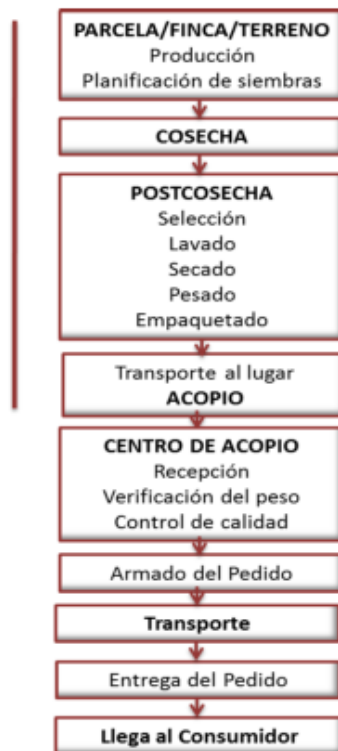 PARCELA/FINCA/TERRENO
Producción
Planificación de siembras
COSECHA
POSTCOSECHA
Selección
Lavado
Secado
Pesado
Empaquetado
Transporte al lugar
ACOPIO
CENTRO DE ACOPIO
Recepción
Verificación del peso
Control de calidad
Armado del Pedido
Transporte
Entrega del Pedido
Llega al Consumidor